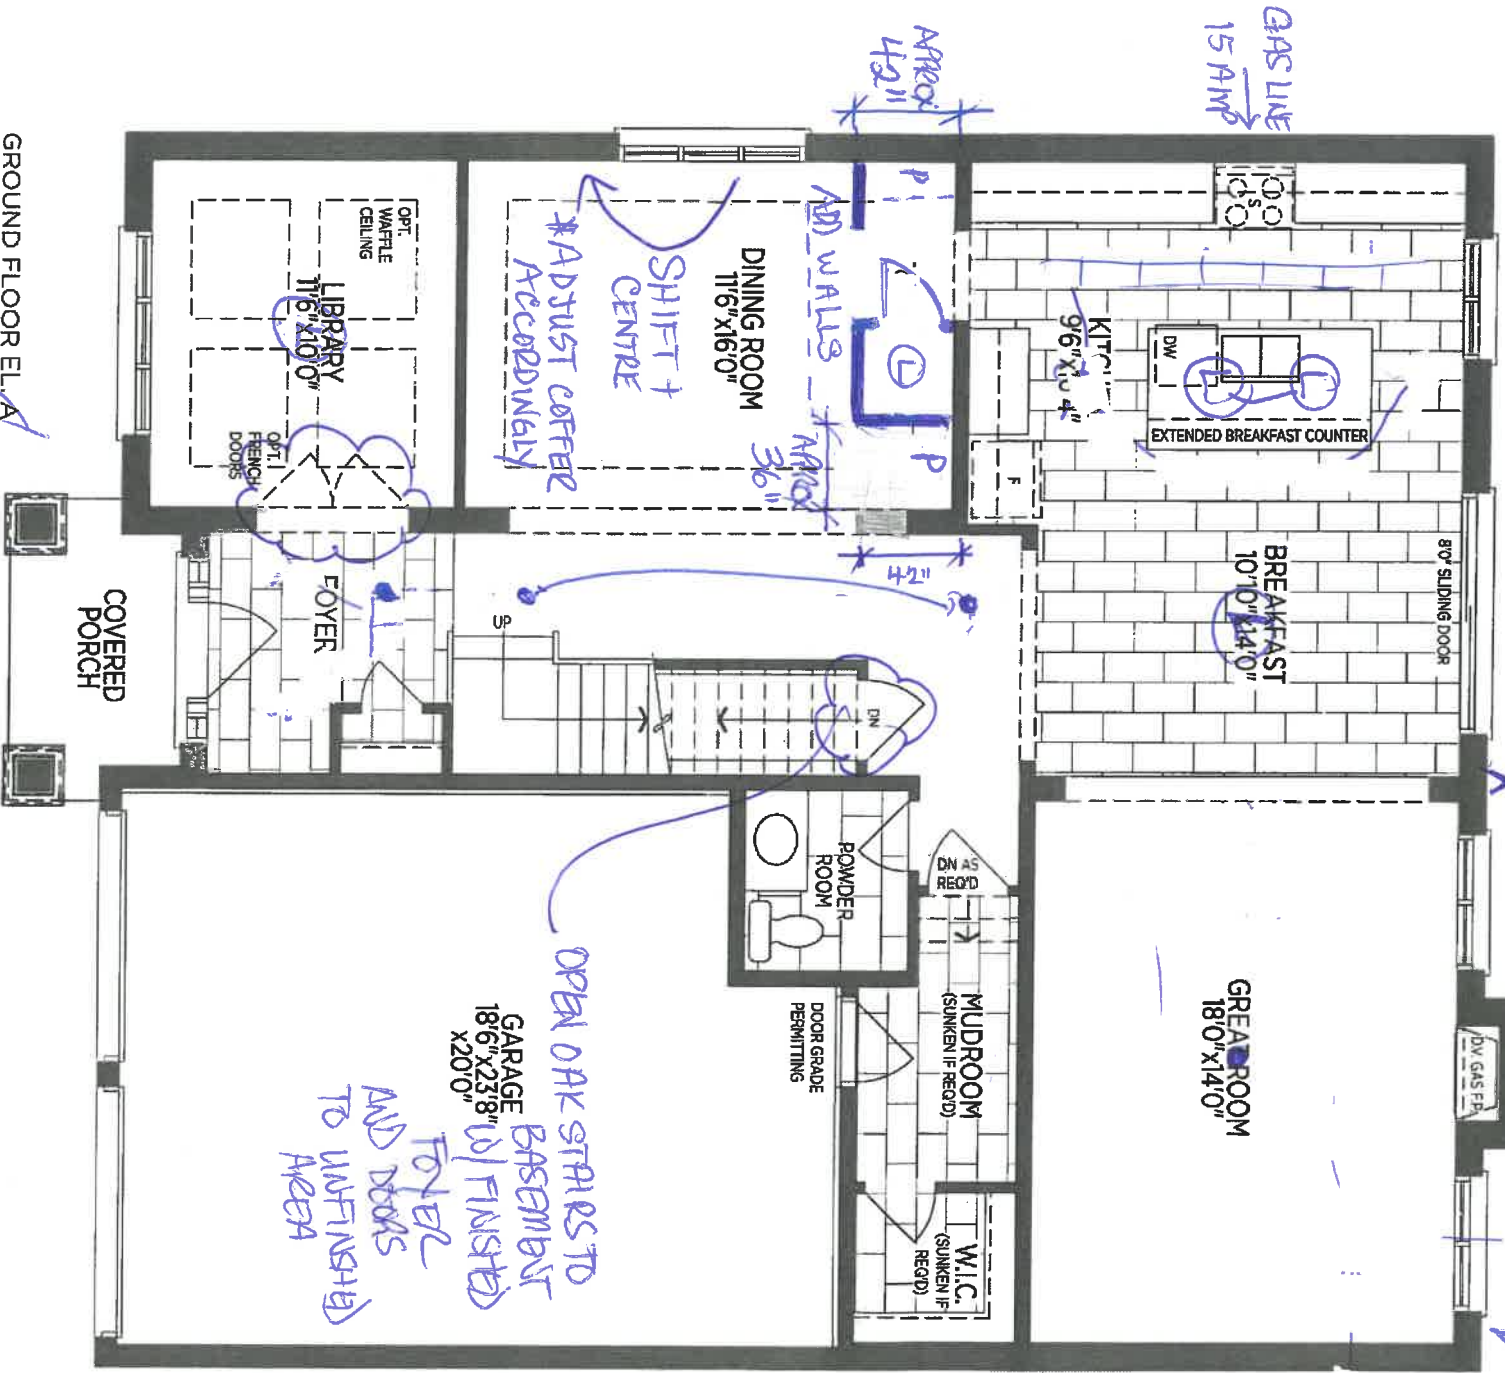 GAS LINE
15 AMP
APPROX
42"
P
ADD WALLS
L
P
APPROX
36"
42"
S
KIT
9'6"x
DW
EXTENDED BREAKFAST COUNTER
F
BREAKFAST
10'10"x14'0"
8'0" SLIDING DOOR
DINING ROOM
11'6"x16'0"
SHIFT +
CENTRE
*ADJUST COFFER
ACCORDINGLY
OPT.
WAFFLE
CEILING
LIBRARY
11'6"x10'0"
OPT.
FRENCH
DOORS
FOYER
UP
DN
COVERED
PORCH
POWDER
ROOM
DN AS
REQ'D
MUDROOM
(SUNKEN IF REQ'D)
W.I.C.
(SUNKEN IF
REQ'D)
GREAT ROOM
18'0"x14'0"
D.V. GAS F.P.
DOOR GRADE
PERMITTING
GARAGE
18'6"x23'8"
x20'0"
OPEN OAK STAIRS TO
BASEMENT
W/ FINISHED
FOYER
AND DOORS
TO UNFINISHED
AREA
GROUND FLOOR EL. A